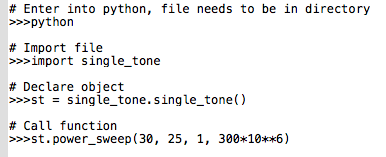 # Enter into python, file needs to be in directory
>>>python
# Import file
>>>import single_tone
# Declare object
>>>st = single_tone.single_tone()
# Call function
>>>st.power_sweep(30, 25, 1, 300*10**6)